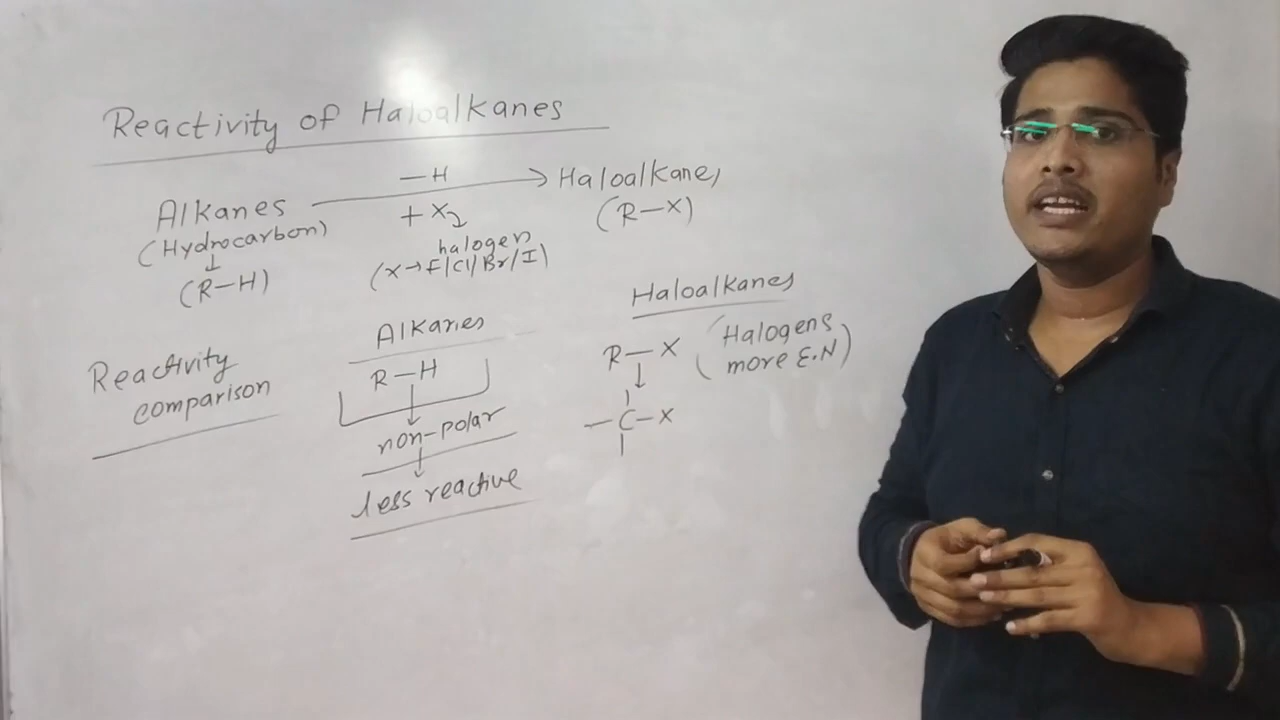 Reactivity of Haloalkanes
Alkanes
(Hydrocarbon)
↓
(R-H)
-H
+ X₂
halogen
(X→F/Cl/Br/I)
→ Haloalkanes
(R-X)
Reactivity
comparison
Alkanes
R-H
↓
non-polar
↓
less reactive
Haloalkanes
R-X
(Halogens
more E.N)
↓
-C-X